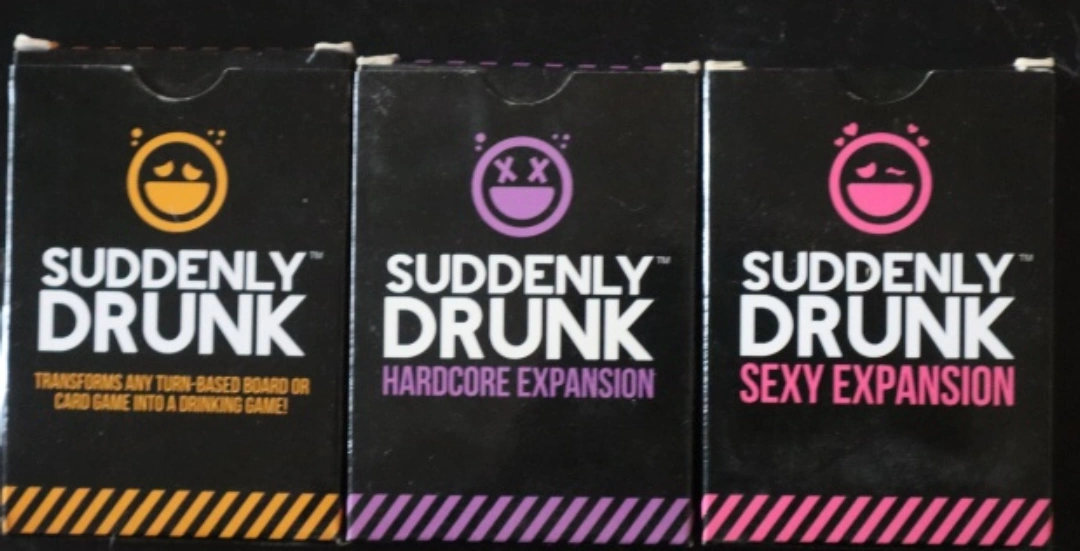 SUDDENLY™
DRUNK
TRANSFORMS ANY TURN-BASED BOARD OR
CARD GAME INTO A DRINKING GAME!
SUDDENLY™
DRUNK
HARDCORE EXPANSION
SUDDENLY™
DRUNK
SEXY EXPANSION